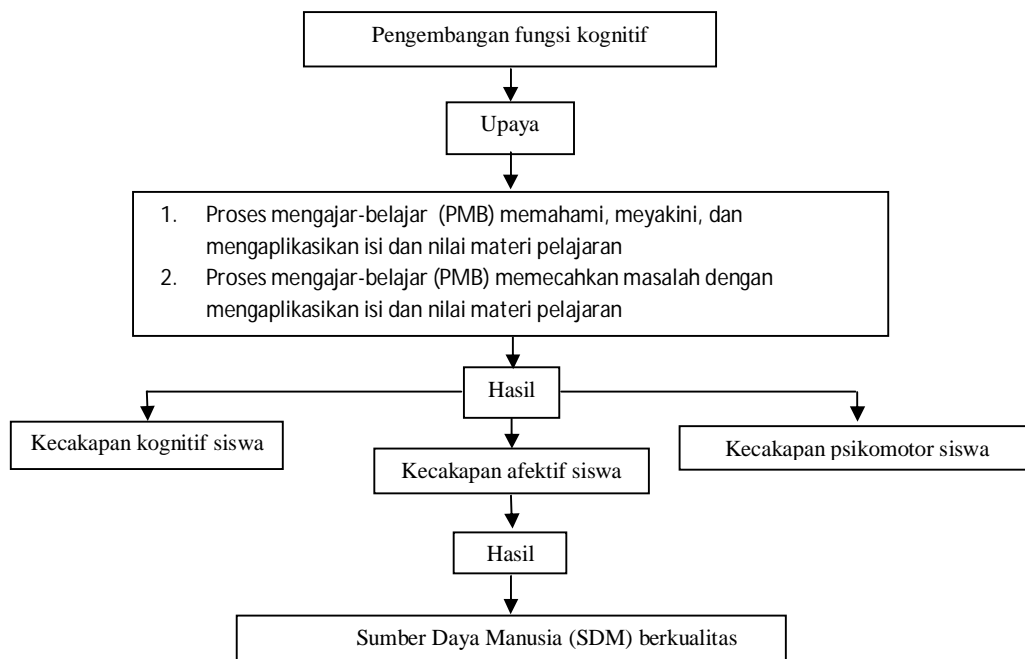 Pengembangan fungsi kognitif
Upaya
1. Proses mengajar-belajar (PMB) memahami, meyakini, dan
mengaplikasikan isi dan nilai materi pelajaran
2. Proses mengajar-belajar (PMB) memecahkan masalah dengan
mengaplikasikan isi dan nilai materi pelajaran
Hasil
Kecakapan kognitif siswa
Kecakapan afektif siswa
Kecakapan psikomotor siswa
Hasil
Sumber Daya Manusia (SDM) berkualitas